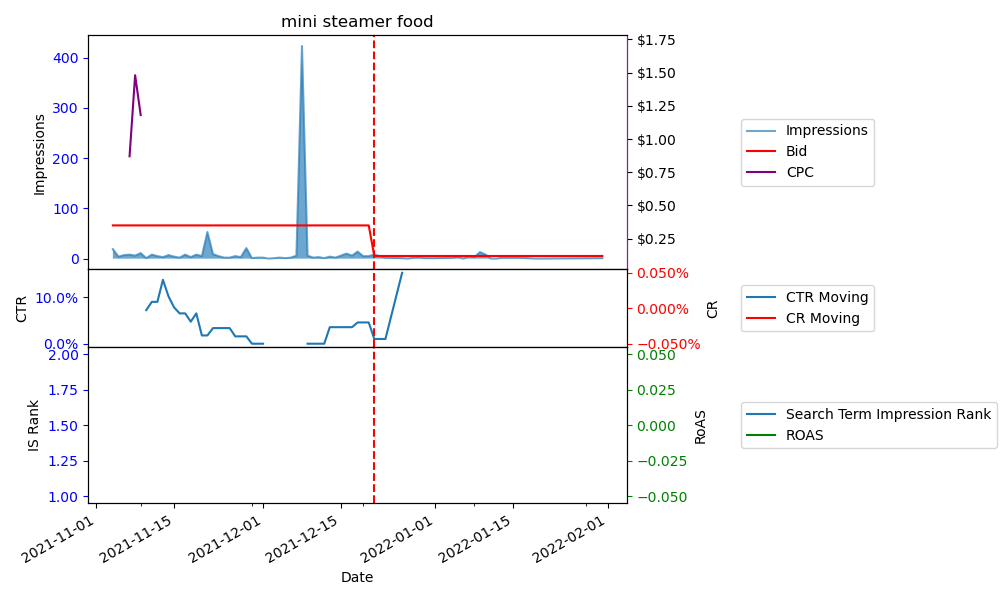 mini steamer food
400
300
200
100
0
Impressions
$1.75
$1.50
$1.25
$1.00
$0.75
$0.50
$0.25
Impressions
Bid
CPC
10.0%
0.0%
CTR
0.050%
0.000%
−0.050%
CR
CTR Moving
CR Moving
2.00
1.75
1.50
1.25
1.00
IS Rank
0.050
0.025
0.000
−0.025
−0.050
RoAS
Search Term Impression Rank
ROAS
2021-11-01
2021-11-15
2021-12-01
2021-12-15
2022-01-01
2022-01-15
2022-02-01
Date